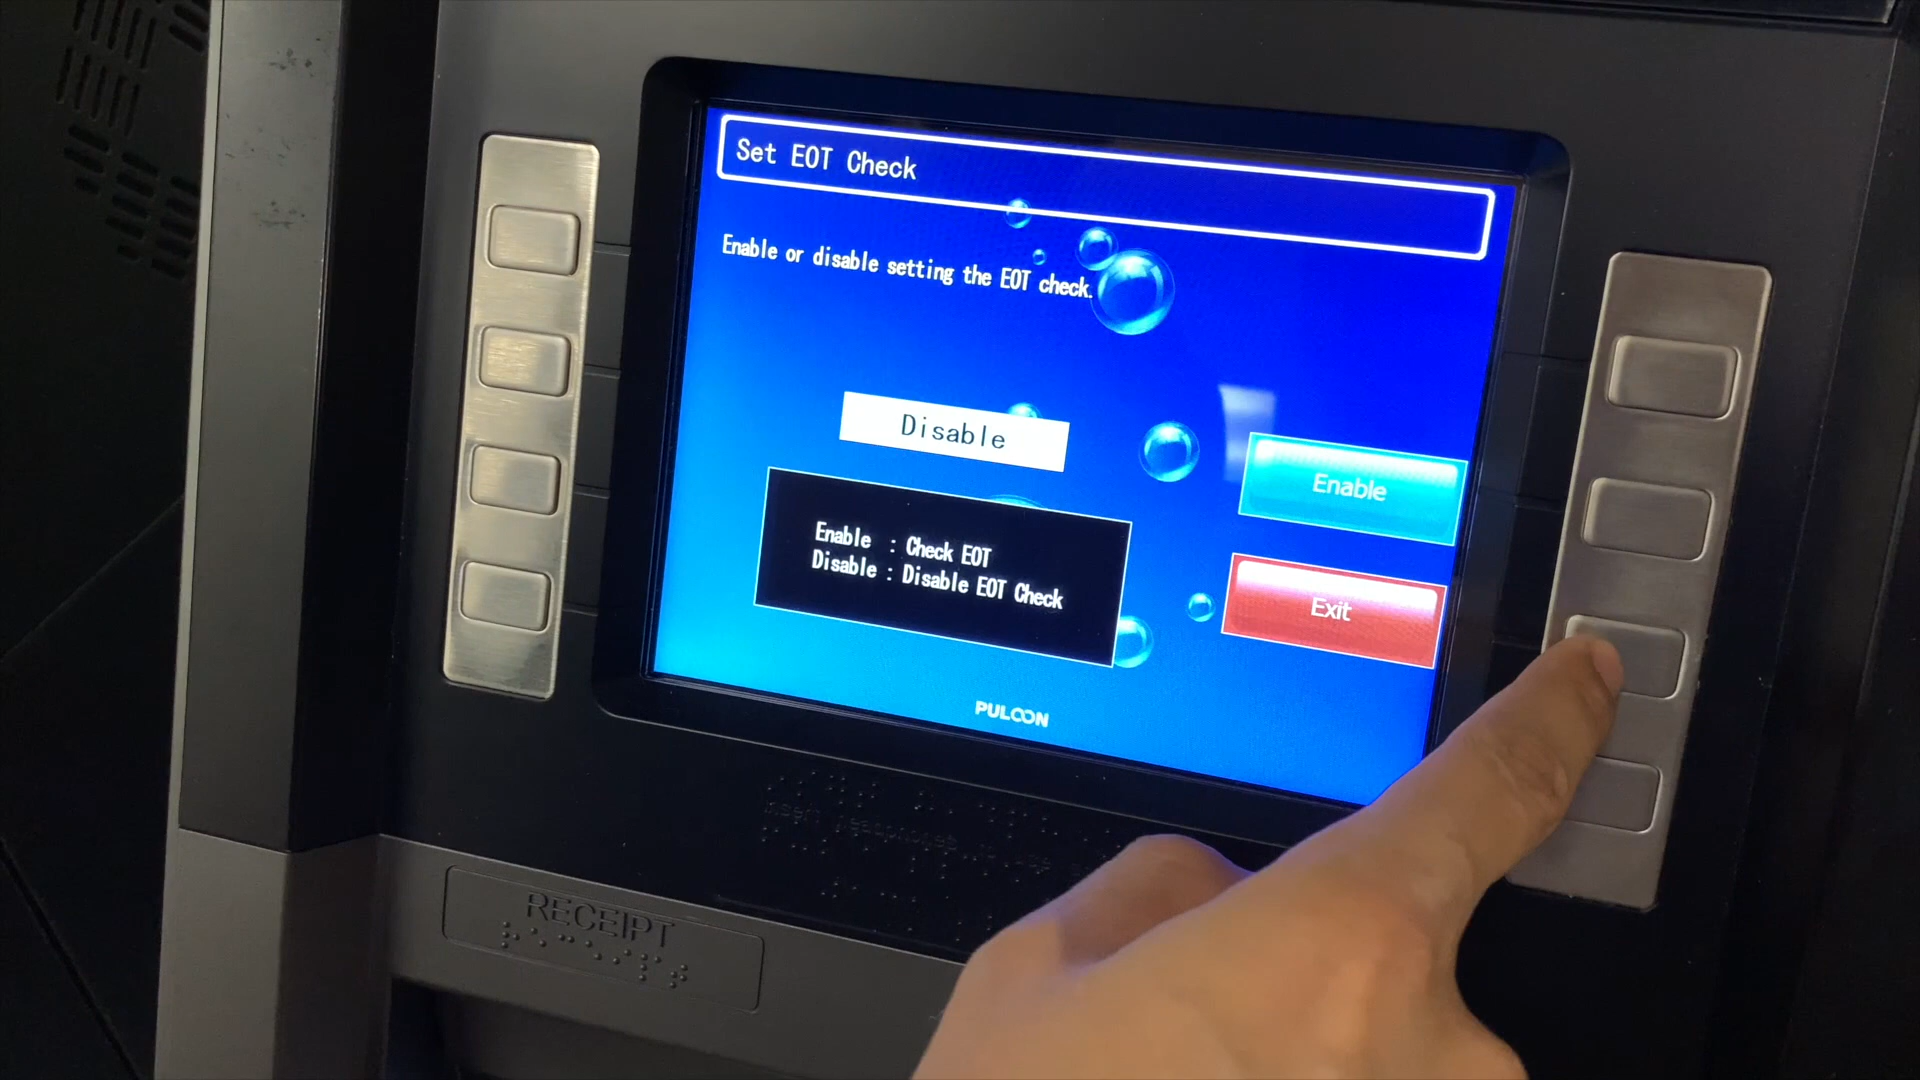 Set EOT Check
Enable or disable setting the EOT check.
Disable
Enable
Enable : Check EOT
Disable : Disable EOT Check
Exit
PULOON
RECEIPT